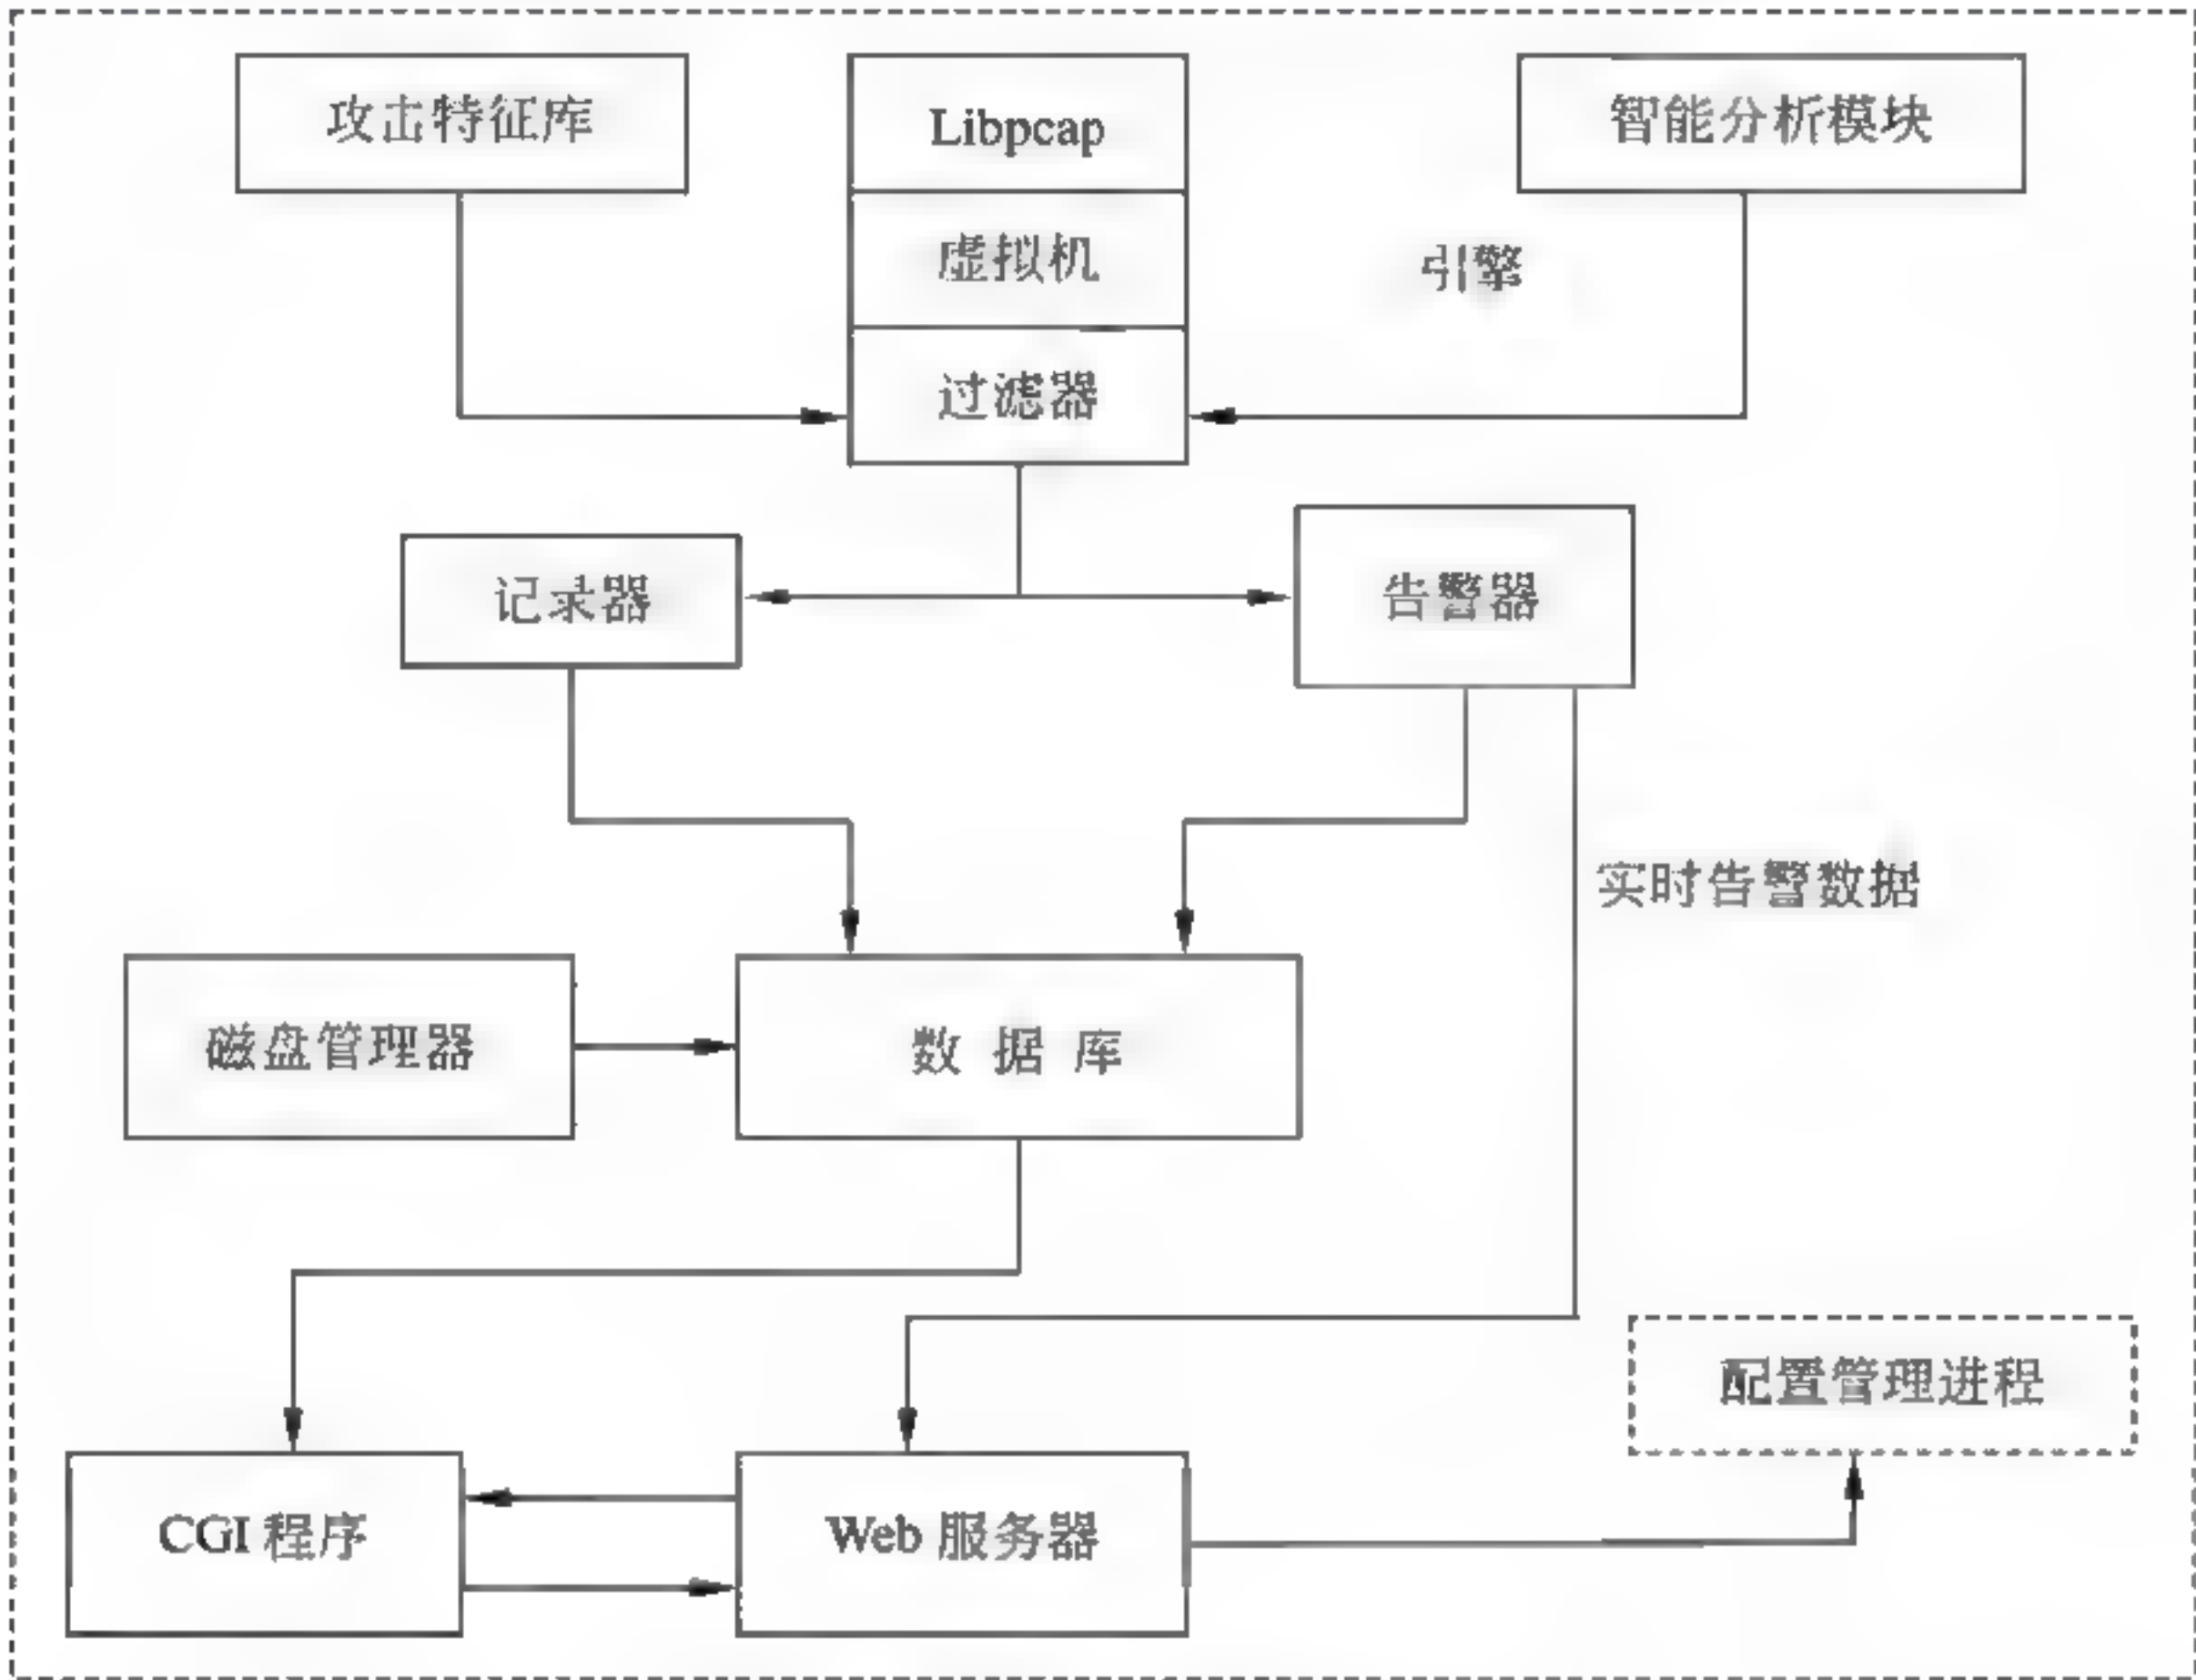 攻击特征库
Libpcap
智能分析模块
虚拟机
引擎
过滤器
记录器
告警器
实时告警数据
磁盘管理器
数据库
配置管理进程
CGI 程序
Web 服务器